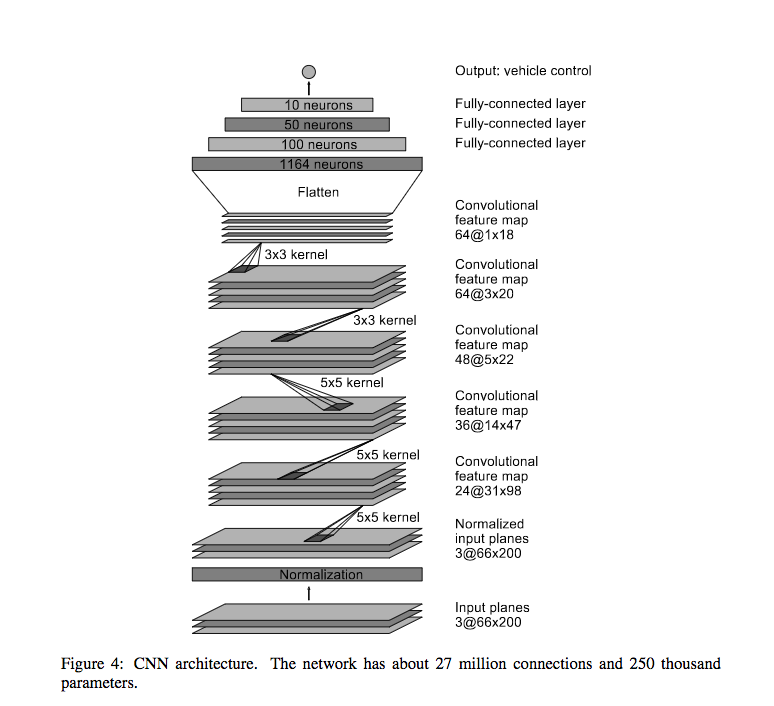 Output: vehicle control
10 neurons
Fully-connected layer
50 neurons
Fully-connected layer
100 neurons
Fully-connected layer
1164 neurons
Flatten
Convolutional
feature map
64@1x18
3x3 kernel
Convolutional
feature map
64@3x20
3x3 kernel
Convolutional
feature map
48@5x22
5x5 kernel
Convolutional
feature map
36@14x47
5x5 kernel
Convolutional
feature map
24@31x98
5x5 kernel
Normalized
input planes
3@66x200
Normalization
Input planes
3@66x200
Figure 4: CNN architecture. The network has about 27 million connections and 250 thousand
parameters.